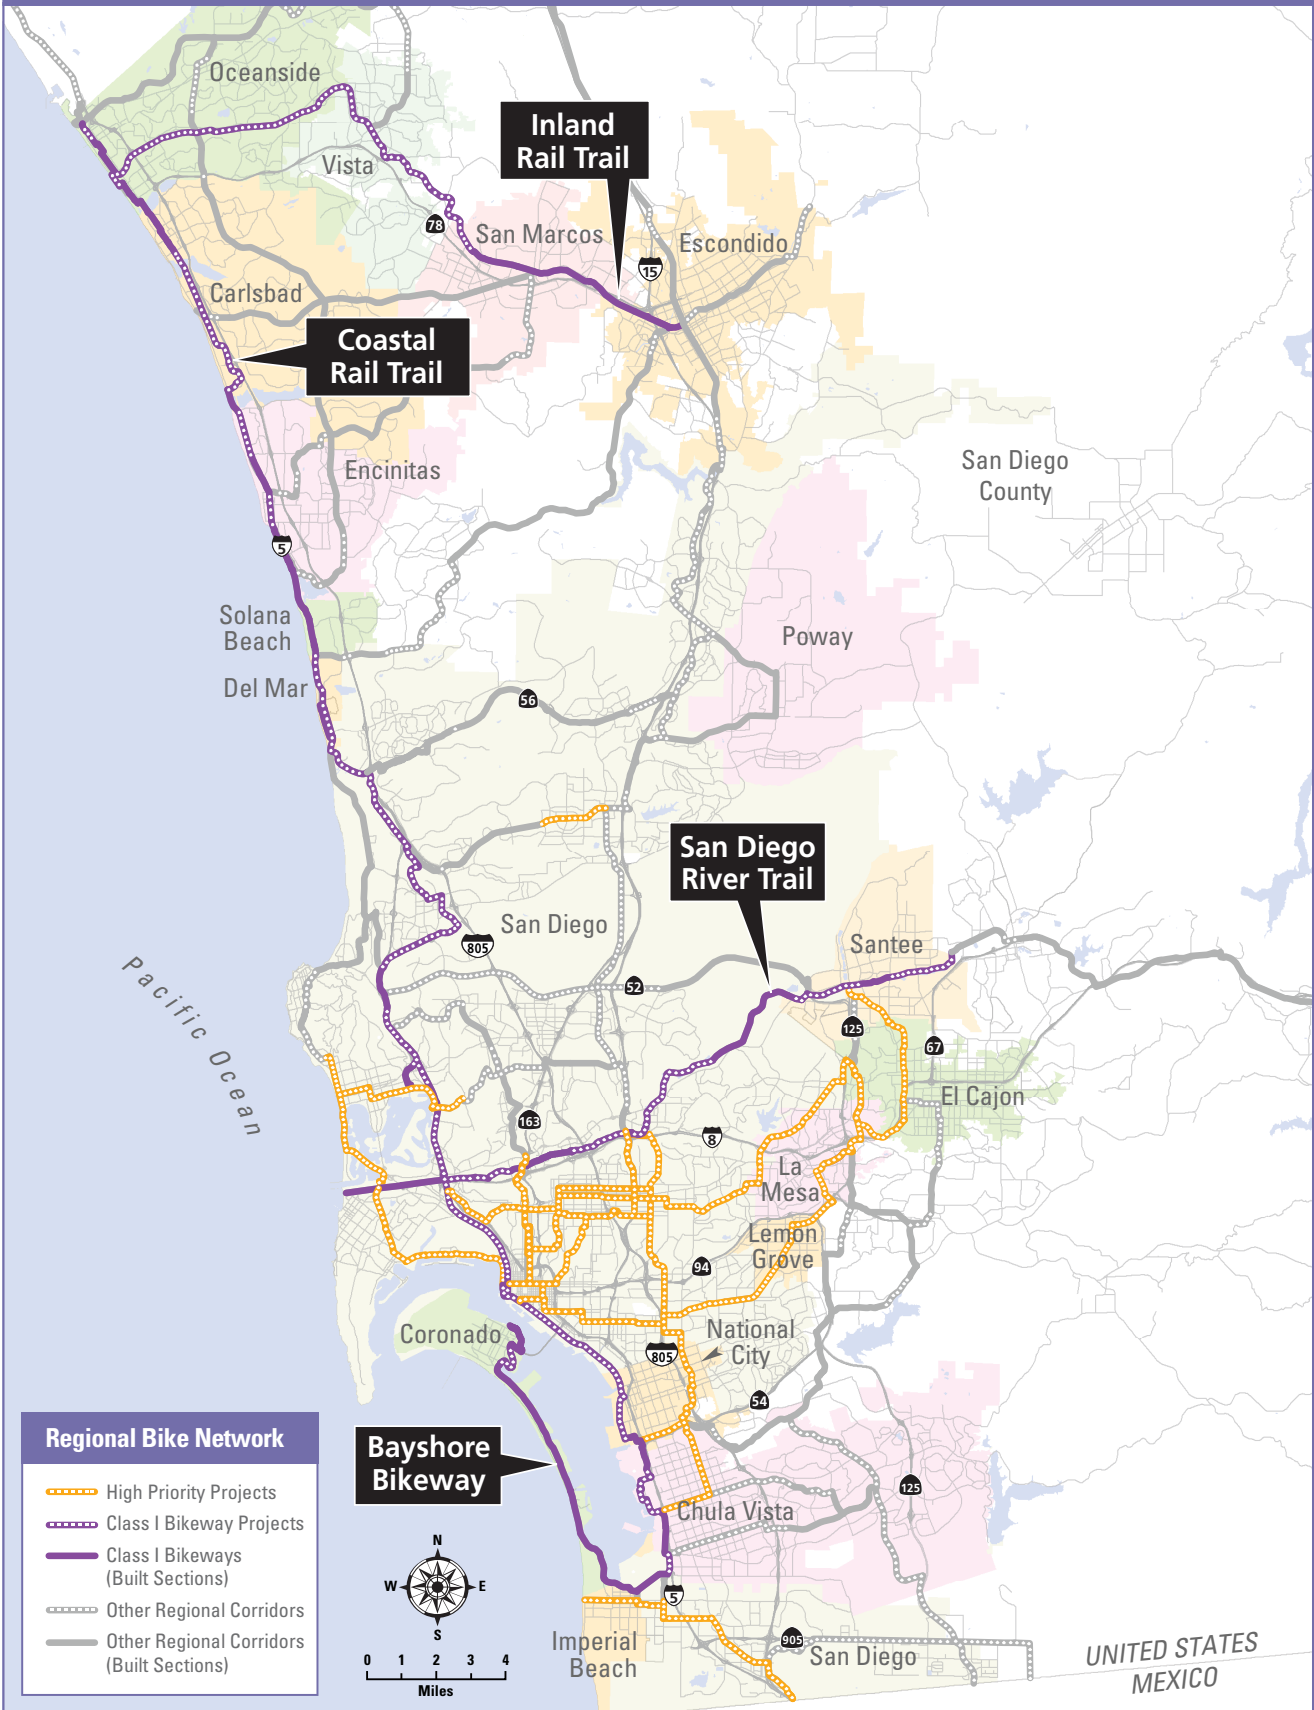 Oceanside
Inland
Rail Trail
Vista
78
San Marcos
Escondido
15
Carlsbad
Coastal
Rail Trail
Encinitas
San Diego
County
5
Solana
Beach
Poway
Del Mar
56
San Diego
River Trail
San Diego
805
Santee
52
Pacific Ocean
125
67
El Cajon
163
8
La
Mesa
Lemon
Grove
94
Coronado
National
City
805
54
Regional Bike Network
High Priority Projects
Class I Bikeway Projects
Class I Bikeways
(Built Sections)
Other Regional Corridors
Other Regional Corridors
(Built Sections)
Bayshore
Bikeway
125
Chula Vista
N
W
E
S
0 1 2 3 4
Miles
5
Imperial
Beach
905
San Diego
UNITED STATES
MEXICO